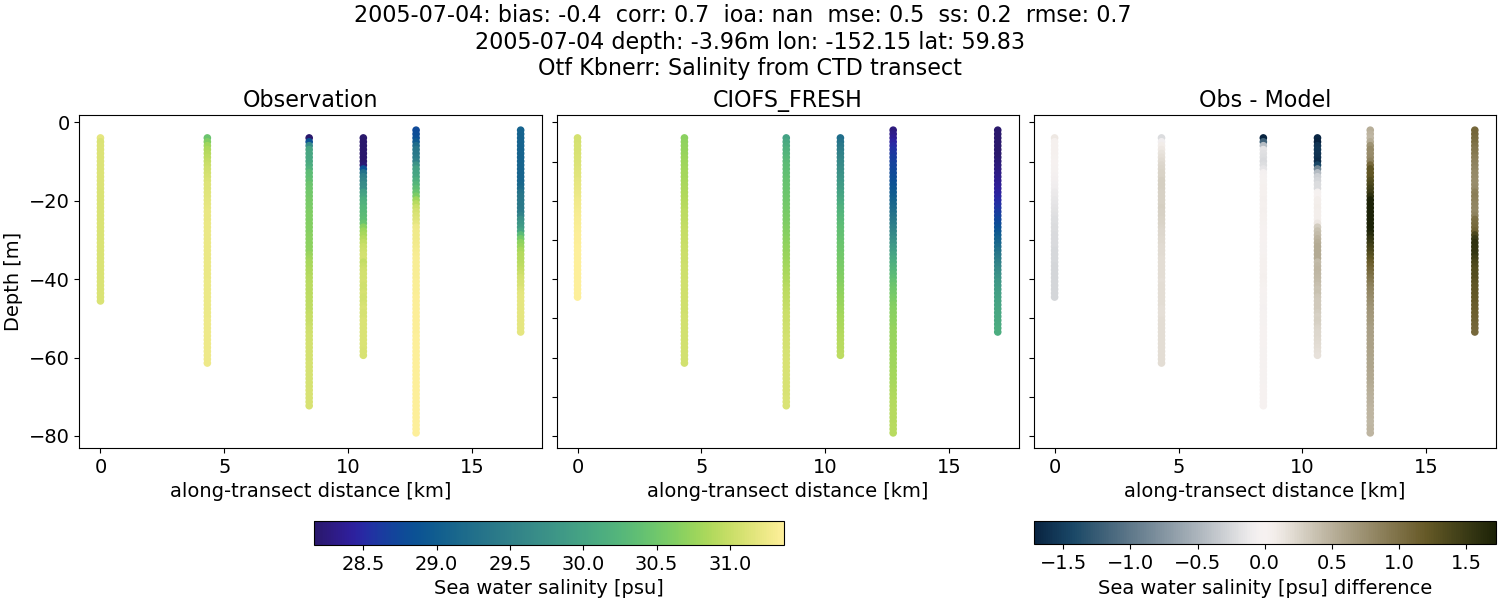 2005-07-04: bias: -0.4  corr: 0.7  ioa: nan  mse: 0.5  ss: 0.2  rmse: 0.7
2005-07-04 depth: -3.96m lon: -152.15 lat: 59.83
Otf Kbnerr: Salinity from CTD transect
Observation
CIOFS_FRESH
Obs - Model
Depth [m]
0
−20
−40
−60
−80
0 5 10 15
0 5 10 15
0 5 10 15
along-transect distance [km]
along-transect distance [km]
along-transect distance [km]
28.5 29.0 29.5 30.0 30.5 31.0
Sea water salinity [psu]
−1.5 −1.0 −0.5 0.0 0.5 1.0 1.5
Sea water salinity [psu] difference